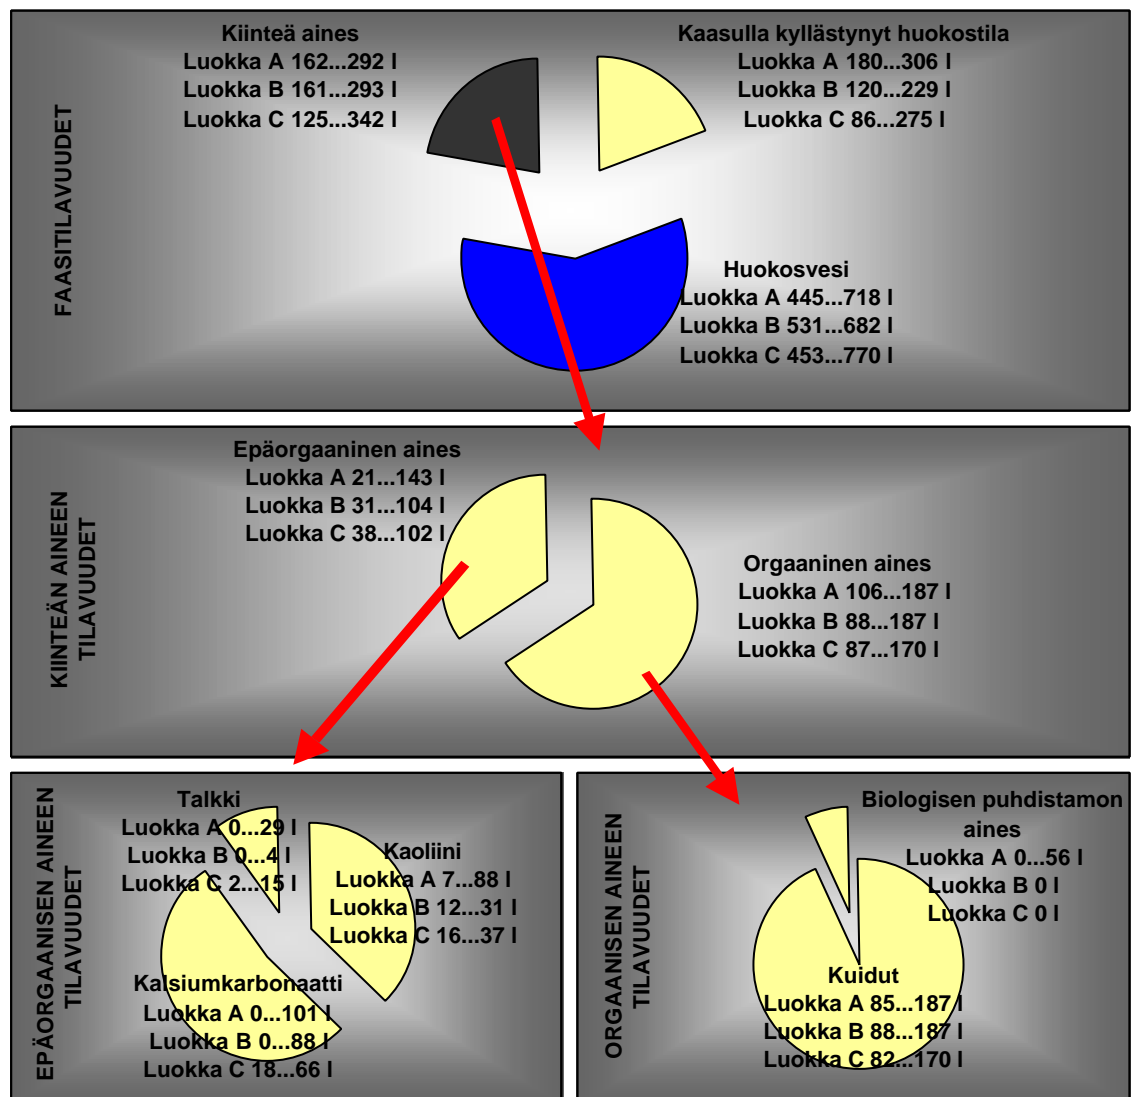 FAASITILAVUUDET
Kiinteä aines
Luokka A 162...292 l
Luokka B 161...293 l
Luokka C 125...342 l
Kaasulla kyllästynyt huokostila
Luokka A 180...306 l
Luokka B 120...229 l
Luokka C 86...275 l
Huokosvesi
Luokka A 445...718 l
Luokka B 531...682 l
Luokka C 453...770 l
KIINTEÄN AINEEN
TILAVUUDET
Epäorgaaninen aines
Luokka A 21...143 l
Luokka B 31...104 l
Luokka C 38...102 l
Orgaaninen aines
Luokka A 106...187 l
Luokka B 88...187 l
Luokka C 87...170 l
EPÄORGAANISEN AINEEN
TILAVUUDET
Talkki
Luokka A 0...29 l
Luokka B 0...4 l
Luokka C 2...15 l
Kaoliini
Luokka A 7...88 l
Luokka B 12...31 l
Luokka C 16...37 l
Kalsiumkarbonaatti
Luokka A 0...101 l
Luokka B 0...88 l
Luokka C 18...66 l
ORGAANISEN AINEEN
TILAVUUDET
Biologisen puhdistamon
aines
Luokka A 0...56 l
Luokka B 0 l
Luokka C 0 l
Kuidut
Luokka A 85...187 l
Luokka B 88...187 l
Luokka C 82...170 l